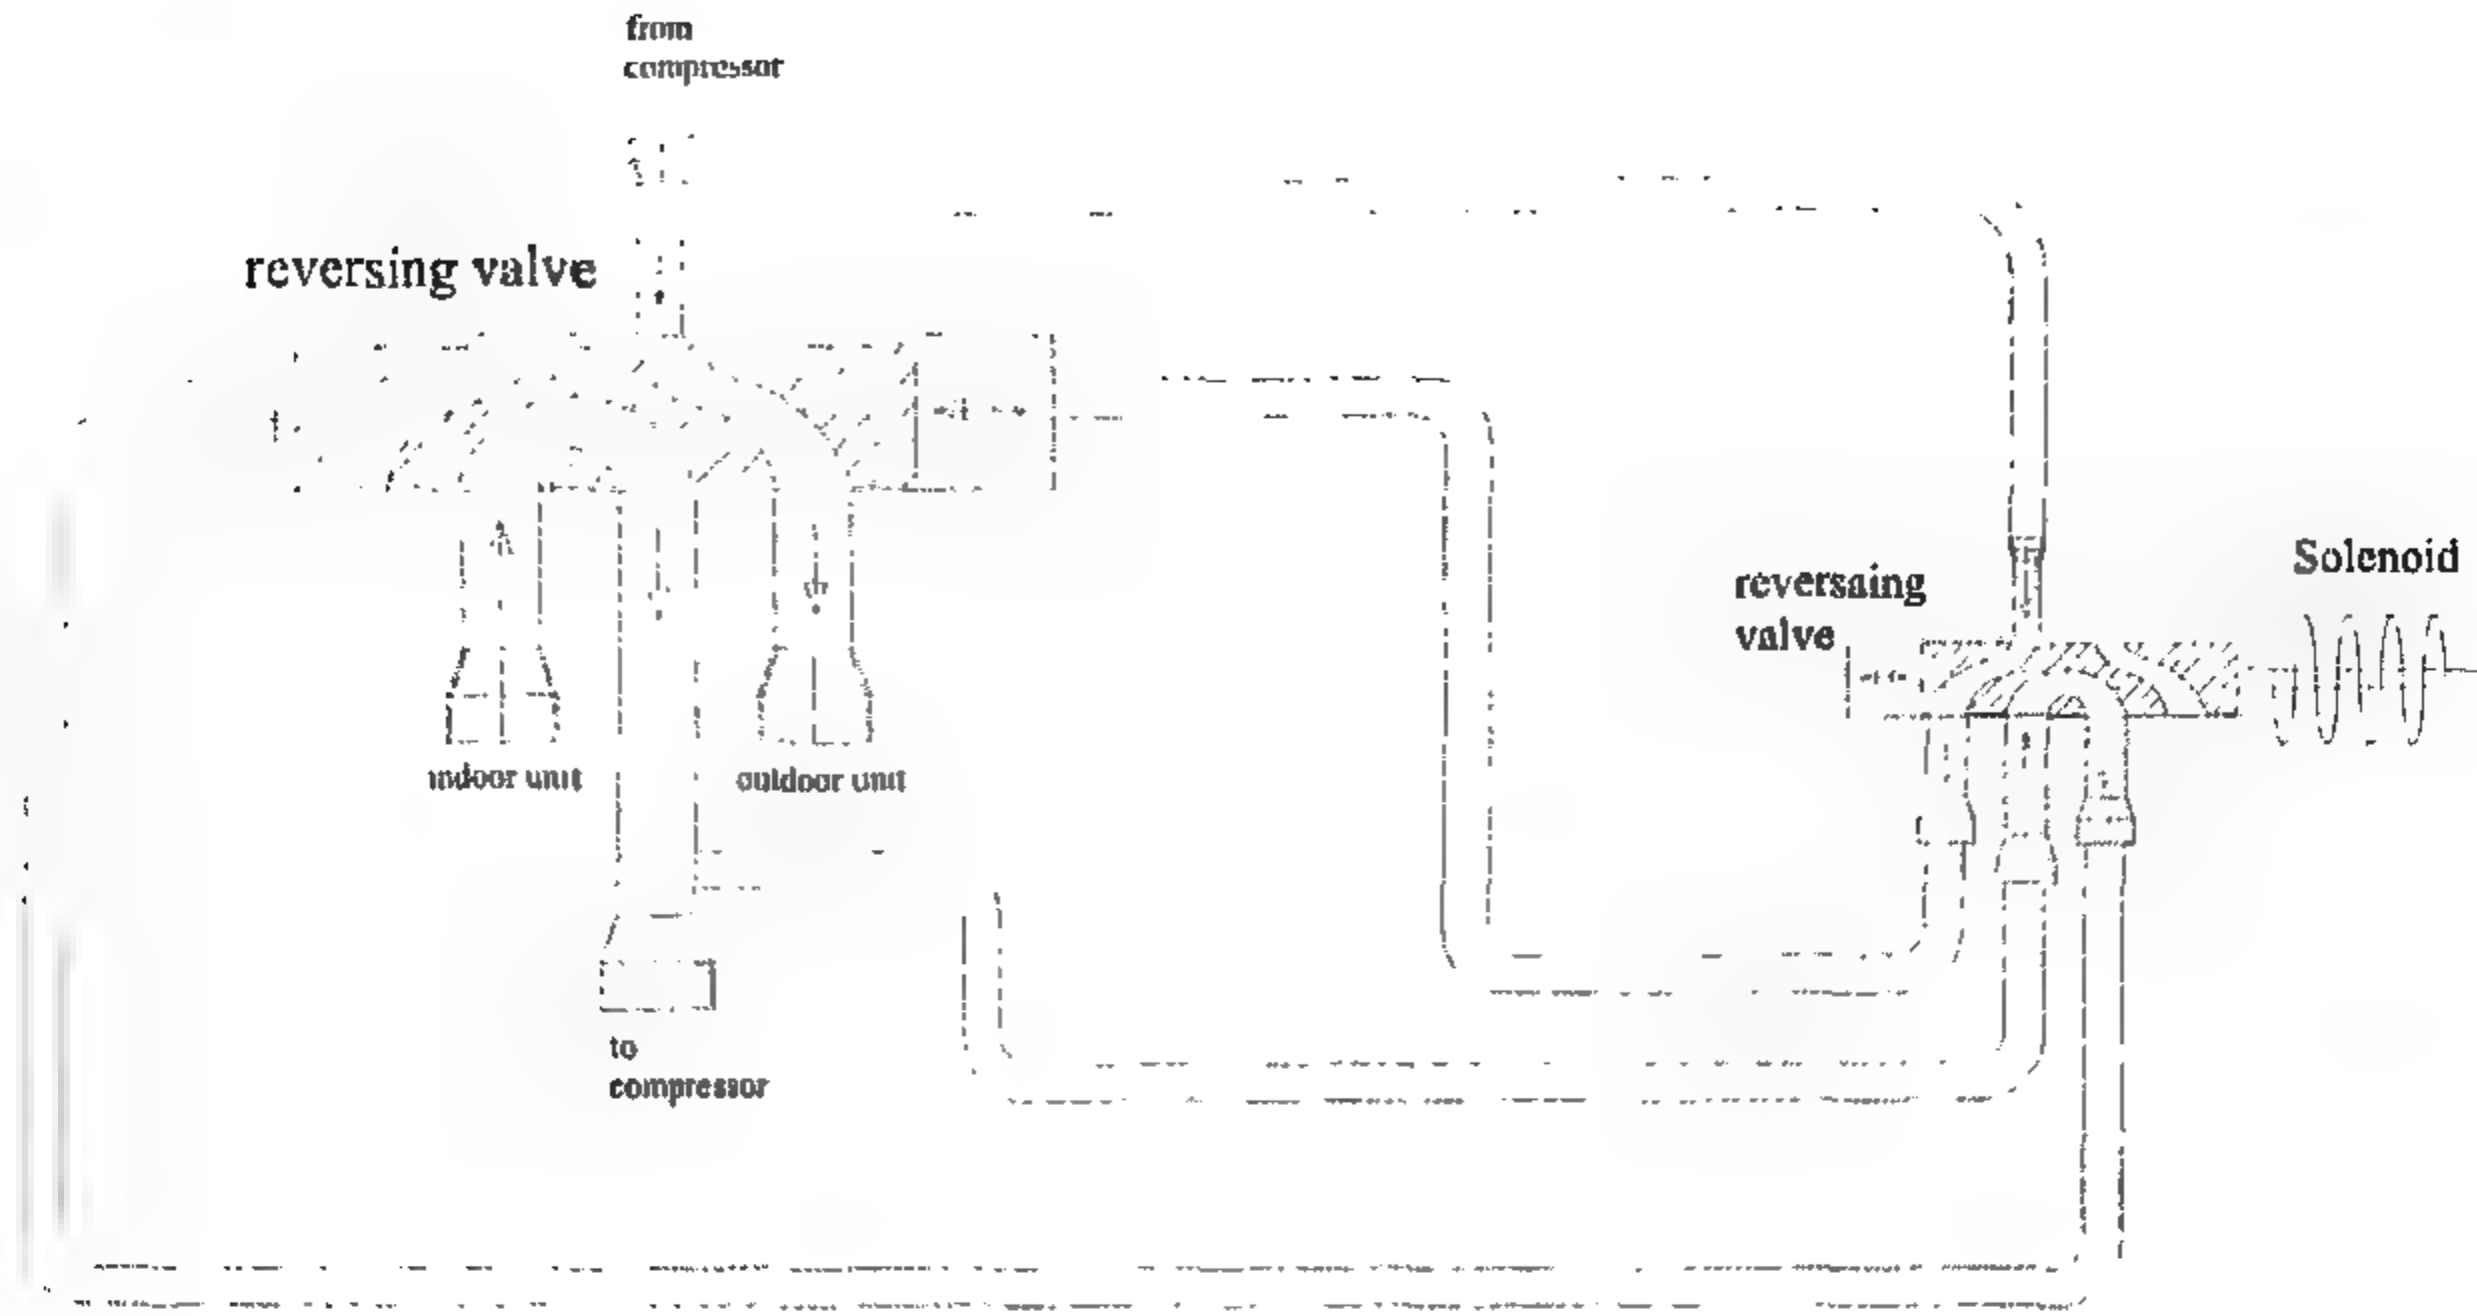 from
compressor
reversing valve
Solenoid
reversaing
valve
indoor unit
outdoor unit
to
compressor